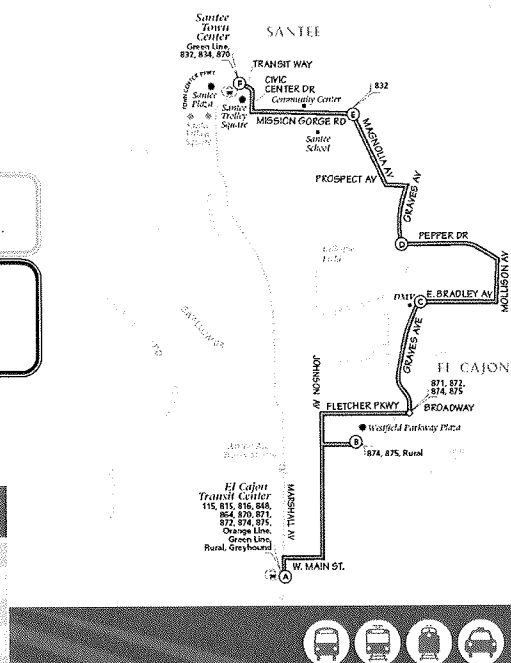 Santee
Town
Center
Green Line,
832, 834, 870
SANTEE
TRANSIT WAY
CIVIC
CENTER DR
TOWN CENTER PKWY
F
Santee
Plaza
Santee
Trolley
Square
Community Center
MISSION GORGE RD
Santee
School
E
832
MAGNOLIA AV
PROSPECT AV
GRAVES AV
D
PEPPER DR
MOLLISON AV
DMV
C
E. BRADLEY AV
GRAVES AVE
EL CAJON
871, 872,
874, 875
JOHNSON AV
FLETCHER PKWY
BROADWAY
Westfield Parkway Plaza
B
874, 875, Rural
El Cajon
Transit Center
115, 815, 816, 848,
864, 870, 871,
872, 874, 875,
Orange Line,
Green Line,
Rural, Greyhound
MARSHALL AV
W. MAIN ST.
A